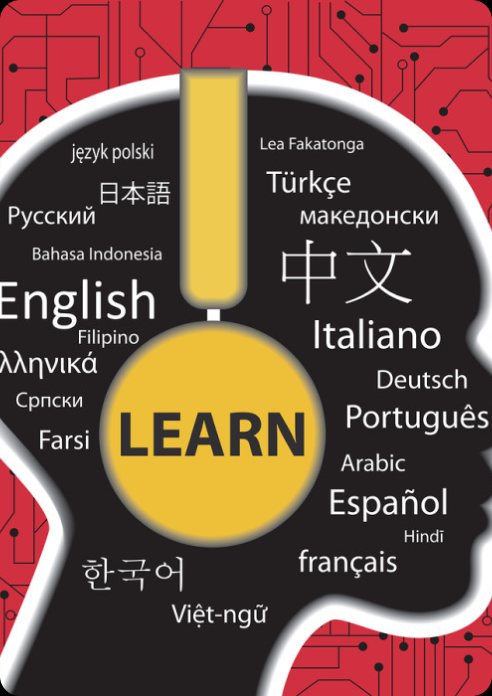 język polski
Lea Fakatonga
日本語
Türkçe
Русский
македонски
Bahasa Indonesia
中文
English
Filipino
Italiano
λληνικά
Deutsch
Српски
Português
LEARN
Farsi
Arabic
Español
Hindī
français
한국어
Việt-ngữ